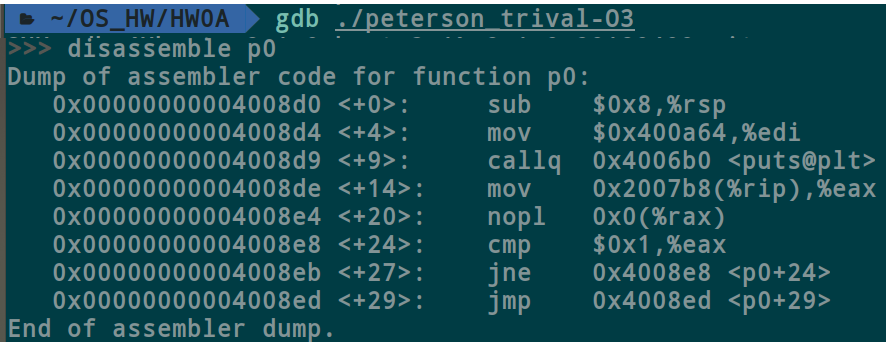 ~/OS_HW/HW0A gdb ./peterson_trival-O3
>>> disassemble p0
Dump of assembler code for function p0:
0x00000000004008d0 <+0>: sub $0x8,%rsp
0x00000000004008d4 <+4>: mov $0x400a64,%edi
0x00000000004008d9 <+9>: callq 0x4006b0 <puts@plt>
0x00000000004008de <+14>: mov 0x2007b8(%rip),%eax
0x00000000004008e4 <+20>: nopl 0x0(%rax)
0x00000000004008e8 <+24>: cmp $0x1,%eax
0x00000000004008eb <+27>: jne 0x4008e8 <p0+24>
0x00000000004008ed <+29>: jmp 0x4008ed <p0+29>
End of assembler dump.